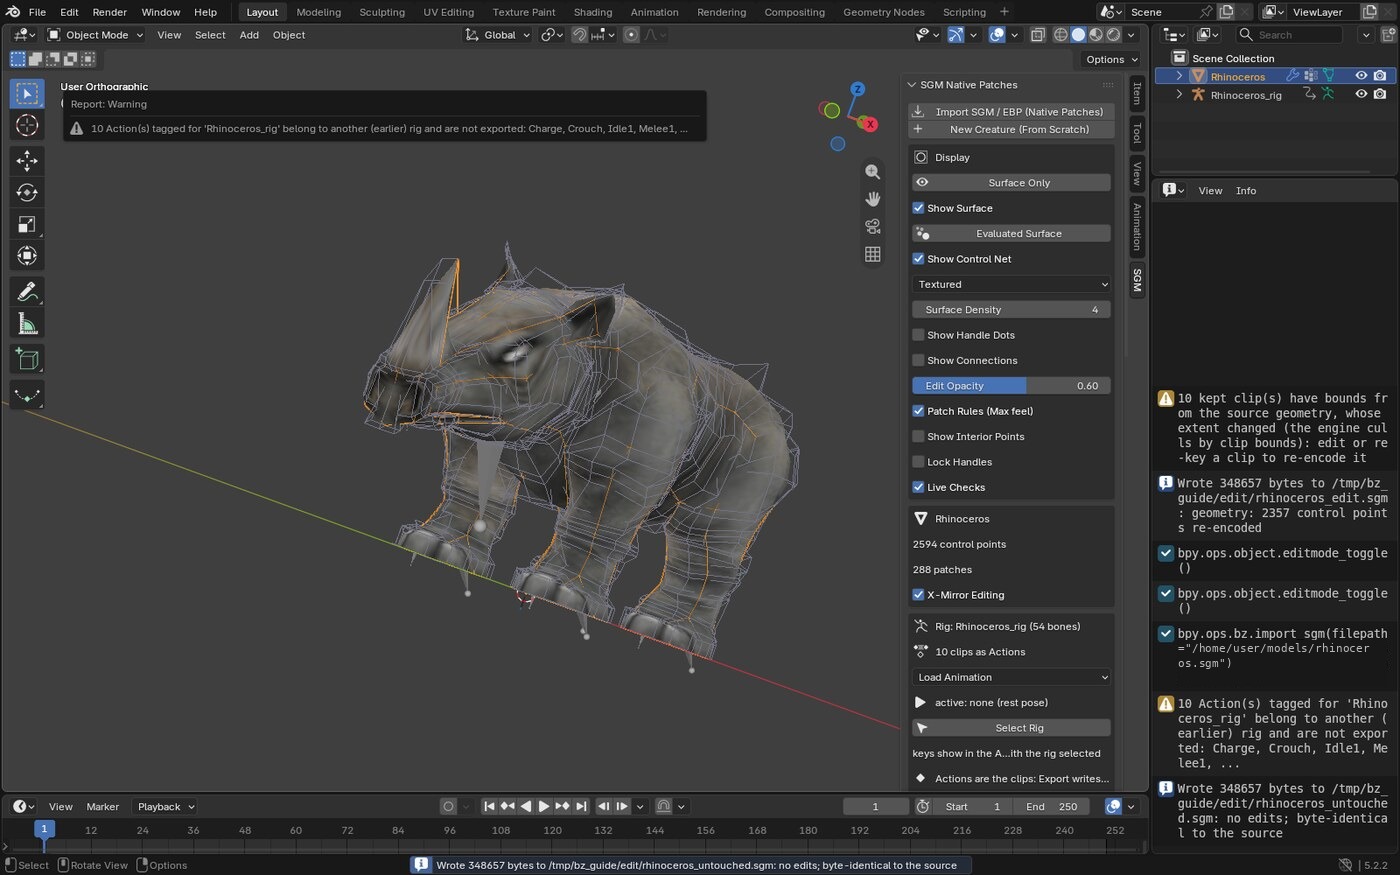 File Edit Render Window Help Layout Modeling Sculpting UV Editing Texture Paint Shading Animation Rendering Compositing Geometry Nodes Scripting + Scene ViewLayer
Object Mode View Select Add Object Global Search
Options
Scene Collection
Rhinoceros
Rhinoceros_rig
User Orthographic
Report: Warning
10 Action(s) tagged for 'Rhinoceros_rig' belong to another (earlier) rig and are not exported: Charge, Crouch, Idle1, Melee1, ...
Z
X
SGM Native Patches
Import SGM / EBP (Native Patches)
New Creature (From Scratch)
Display
Surface Only
Show Surface
Evaluated Surface
Show Control Net
Textured
Surface Density 4
Show Handle Dots
Show Connections
Edit Opacity 0.60
Patch Rules (Max feel)
Show Interior Points
Lock Handles
Live Checks
Rhinoceros
2594 control points
288 patches
X-Mirror Editing
Rig: Rhinoceros_rig (54 bones)
10 clips as Actions
Load Animation
active: none (rest pose)
Select Rig
keys show in the A...ith the rig selected
Actions are the clips: Export writes...
Item
Tool
View
Animation
SGM
View Info
10 kept clip(s) have bounds fr
om the source geometry, whose
extent changed (the engine cul
ls by clip bounds): edit or re
-key a clip to re-encode it
Wrote 348657 bytes to /tmp/bz_
guide/edit/rhinoceros_edit.sgm
: geometry: 2357 control point
s re-encoded
bpy.ops.object.editmode_toggle
()
bpy.ops.object.editmode_toggle
()
bpy.ops.bz.import sgm(filepath
="/home/user/models/rhinocer
os.sgm")
10 Action(s) tagged for 'Rhino
ceros_rig' belong to another (
earlier) rig and are not expor
ted: Charge, Crouch, Idle1, Me
lee1, ...
Wrote 348657 bytes to /tmp/bz_
guide/edit/rhinoceros_untouche
d.sgm: no edits; byte-identica
l to the source
View Marker Playback 1 Start 1 End 250
1 12 24 36 48 60 72 84 96 108 120 132 144 156 168 180 192 204 216 228 240 252
Select Rotate View Options Wrote 348657 bytes to /tmp/bz_guide/edit/rhinoceros_untouched.sgm: no edits; byte-identical to the source 5.2.2